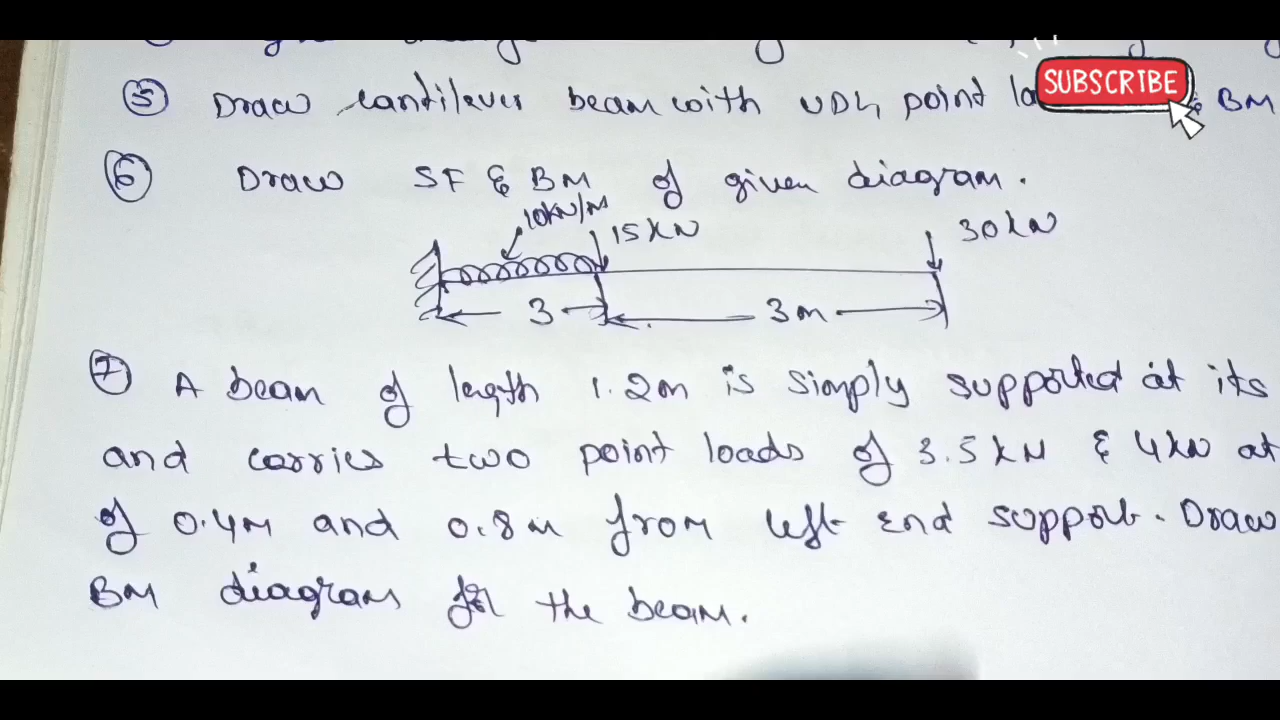 ⑤ Draw cantilever beam with UDL, point
SUBSCRIBE
BM
⑥ Draw SF & BM of given diagram.
10kN/M
15kN
30kN
3
3m
⑦ A beam of length 1.2m is simply supported at its
and carries two point loads of 3.5kN & 4kN at
of 0.4m and 0.8m from left end support. Draw
BM diagram for the beam.